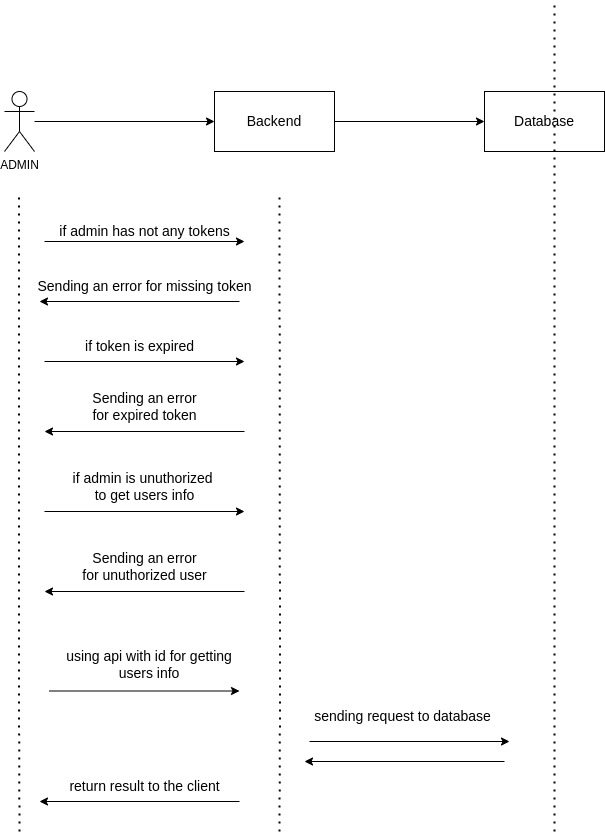 Backend
Database
ADMIN
if admin has not any tokens
Sending an error for missing token
if token is expired
Sending an error
for expired token
if admin is unuthorized
to get users info
Sending an error
for unuthorized user
using api with id for getting
users info
sending request to database
return result to the client